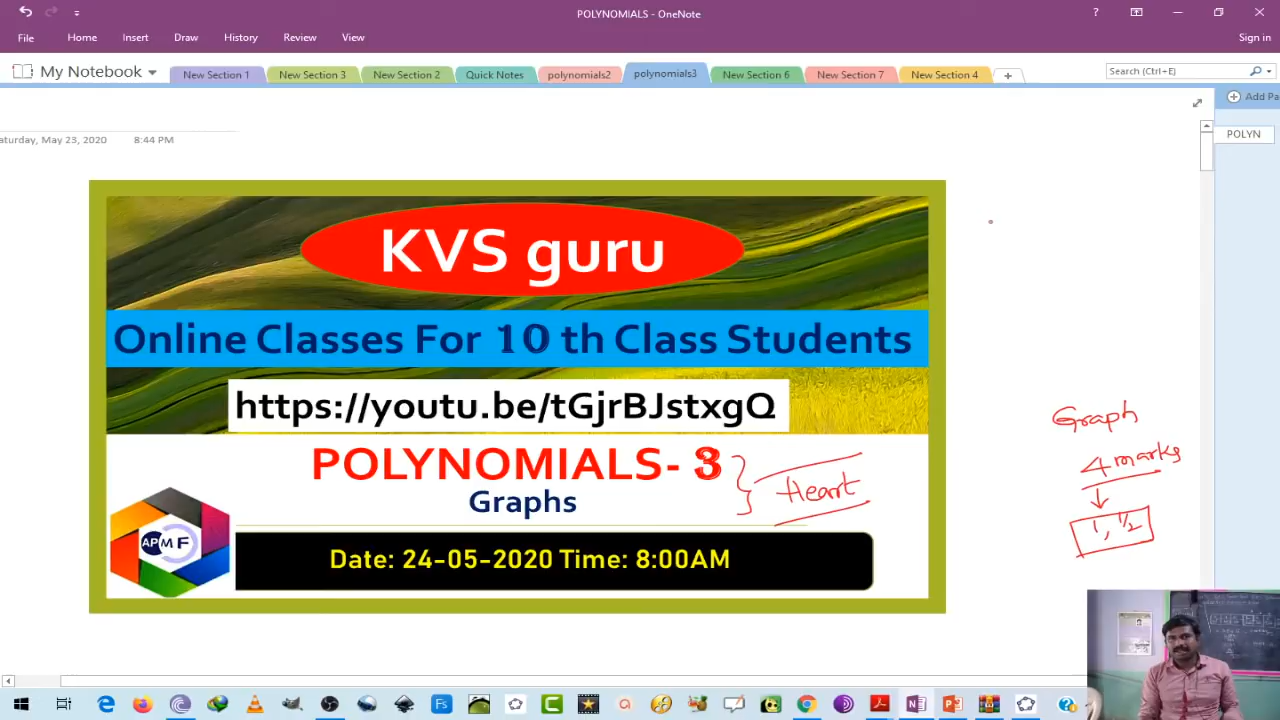 POLYNOMIALS - OneNote
File Home Insert Draw History Review View
Sign in
My Notebook
New Section 1
New Section 3
New Section 2
Quick Notes
polynomials2
polynomials3
New Section 6
New Section 7
New Section 4
Search (Ctrl+E)
Add Pa
aturday, May 23, 2020 8:44 PM
POLYN
KVS guru
Online Classes For 10 th Class Students
https://youtu.be/tGjrBJstxgQ
POLYNOMIALS- 3
Graphs
Heart
Graph
4 marks
1, 1/2
APMF
Date: 24-05-2020 Time: 8:00AM